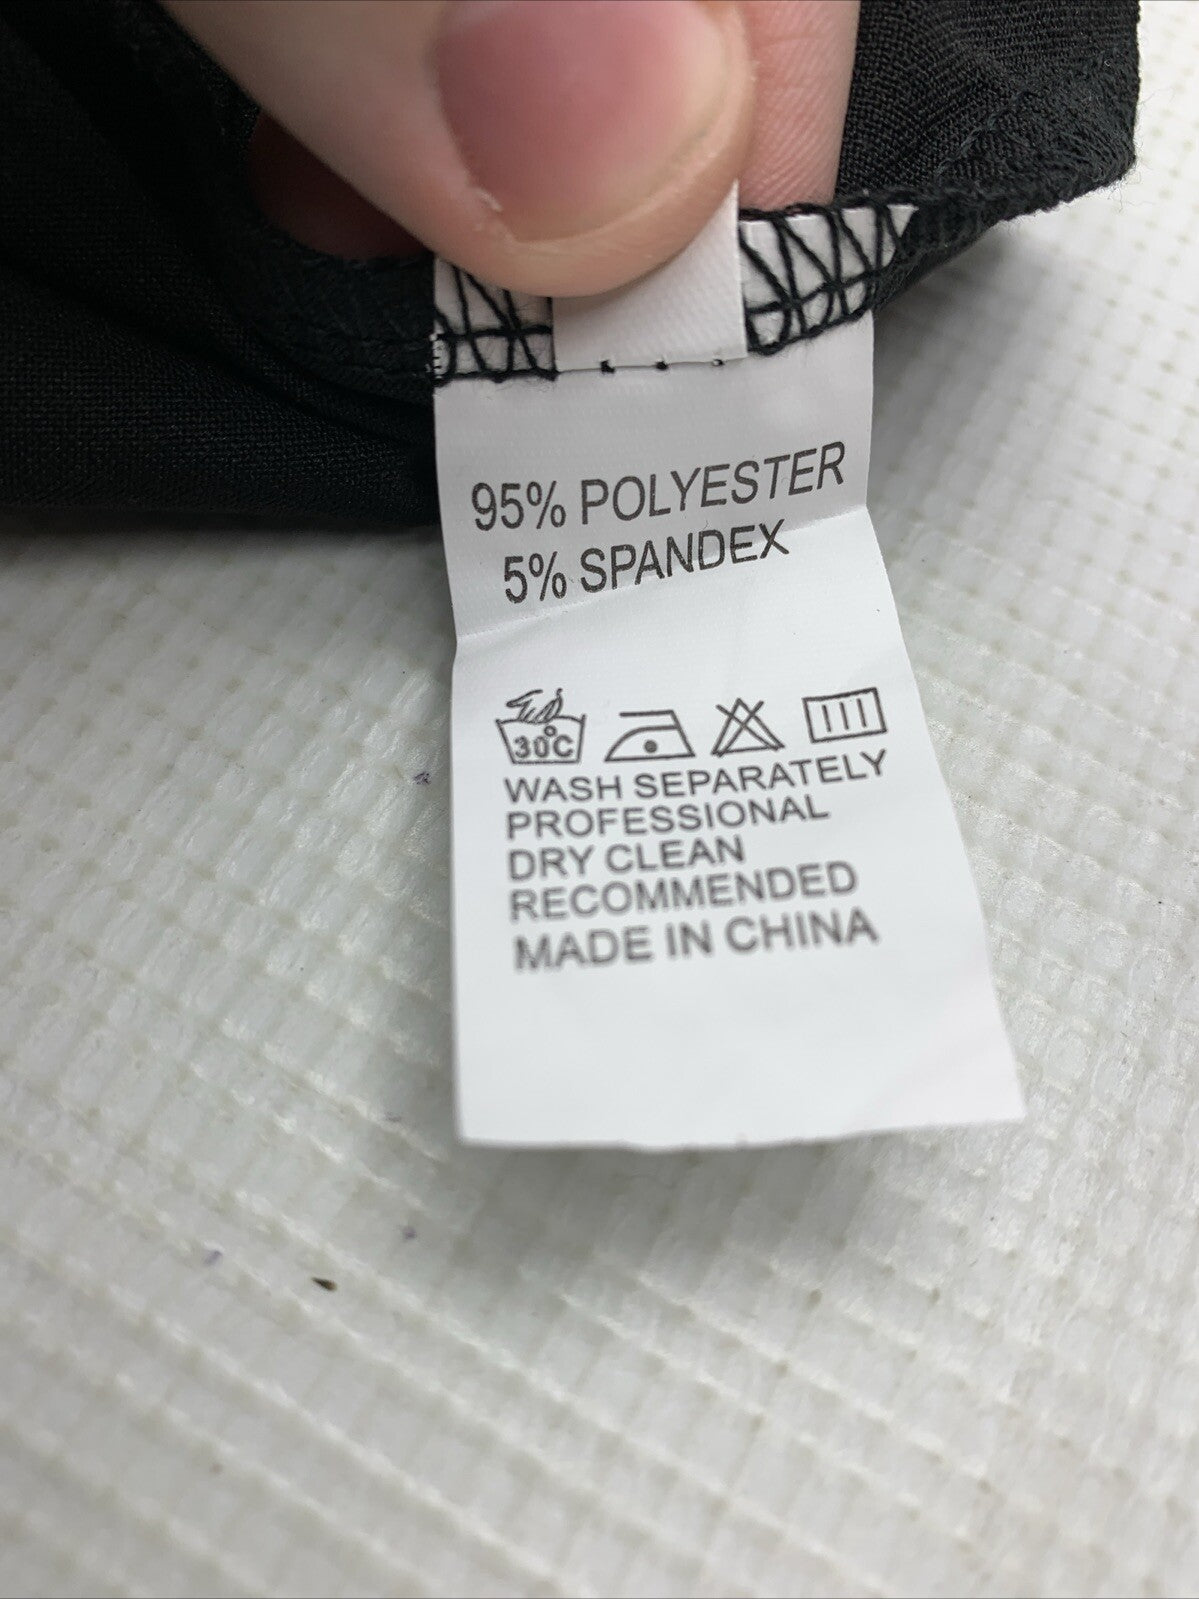 95% POLYESTER
5% SPANDEX
30°C
WASH SEPARATELY
PROFESSIONAL
DRY CLEAN
RECOMMENDED
MADE IN CHINA